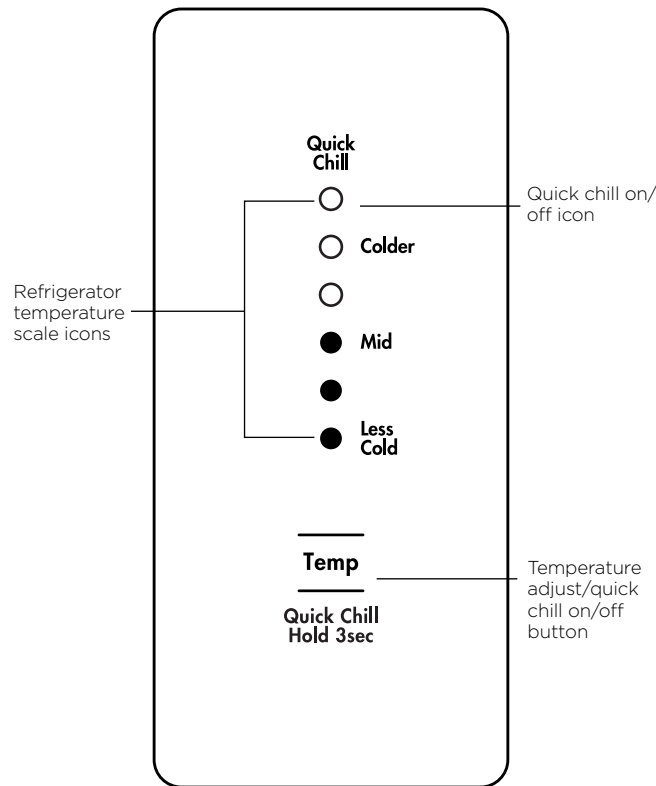 Quick
Chill
Quick chill on/
off icon
Colder
Refrigerator
temperature
scale icons
Mid
Less
Cold
Temp
Temperature
adjust/quick
chill on/off
button
Quick Chill
Hold 3sec